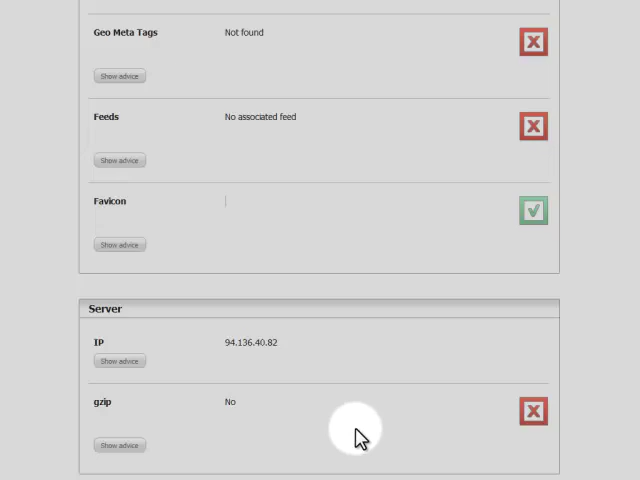 Geo Meta Tags Not found
Show advice
Feeds No associated feed
Show advice
Favicon
Show advice
Server
IP 94.136.40.82
Show advice
gzip No
Show advice